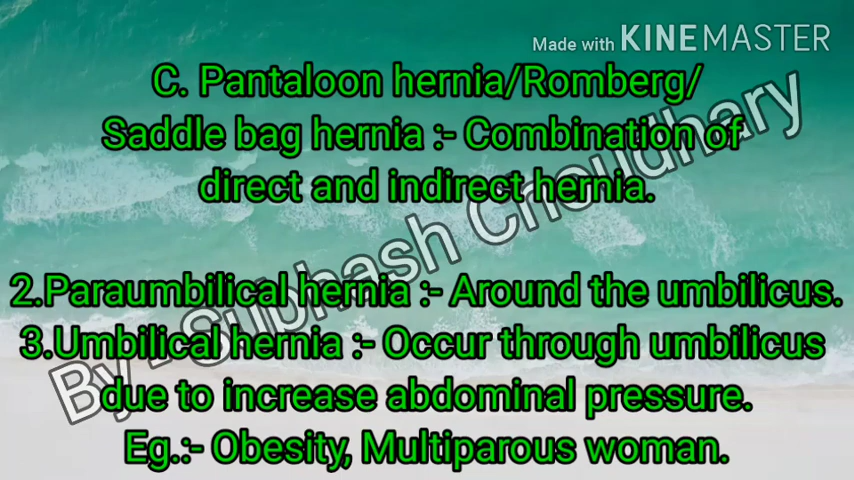 Made with KINEMASTER
C. Pantaloon hernia/Romberg/
Saddle bag hernia :- Combination of
direct and indirect hernia.
2.Paraumbilical hernia :- Around the umbilicus.
3.Umbilical hernia :- Occur through umbilicus
due to increase abdominal pressure.
Eg.:- Obesity, Multiparous woman.
By - Subhash Choudhary